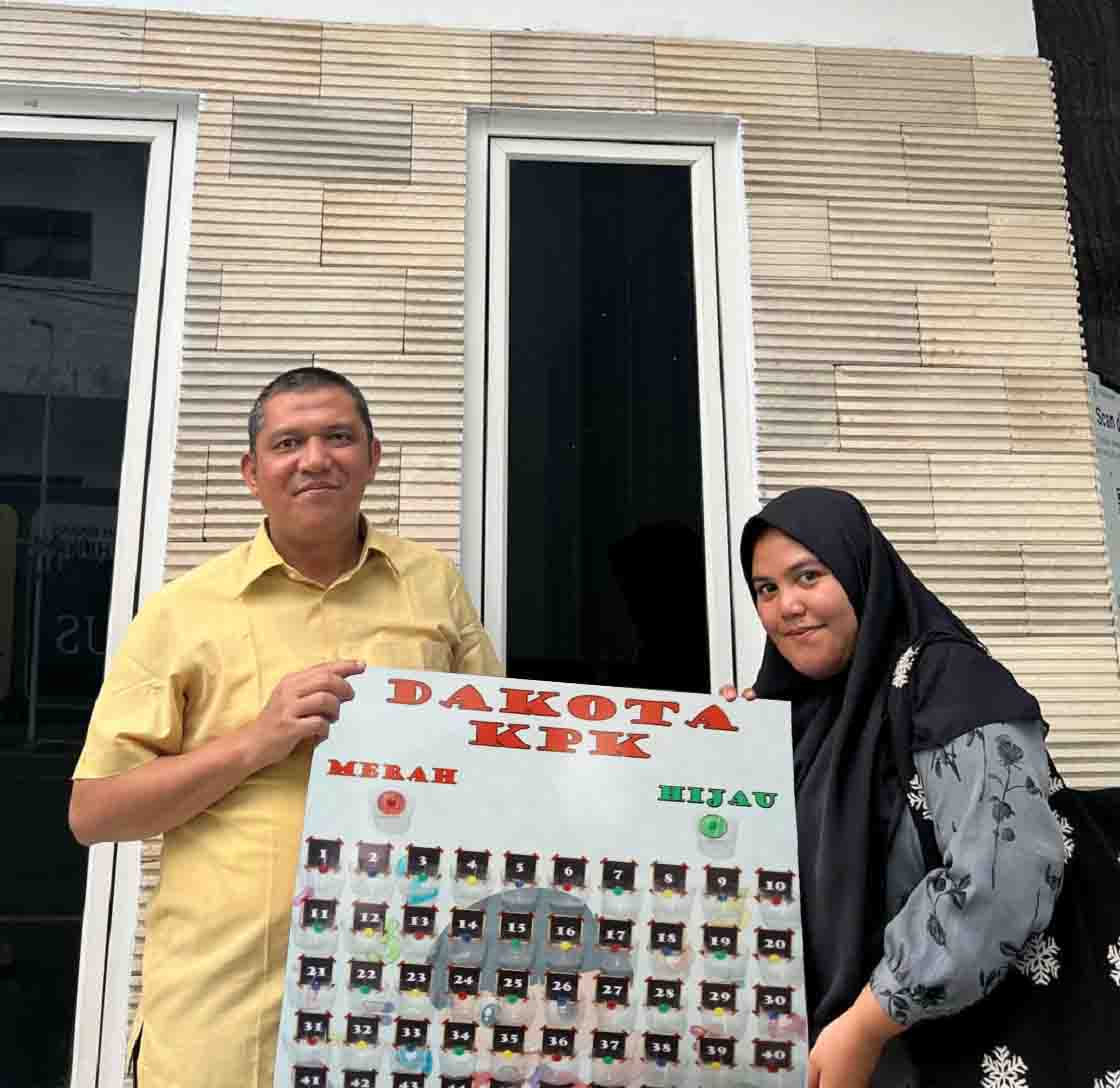 DAKOTA
KPK
MERAH
HIJAU
1 2 3 4 5 6 7 8 9 10
11 12 13 14 15 16 17 18 19 20
21 22 23 24 25 26 27 28 29 30
31 32 33 34 35 36 37 38 39 40
41 42 43
Scan